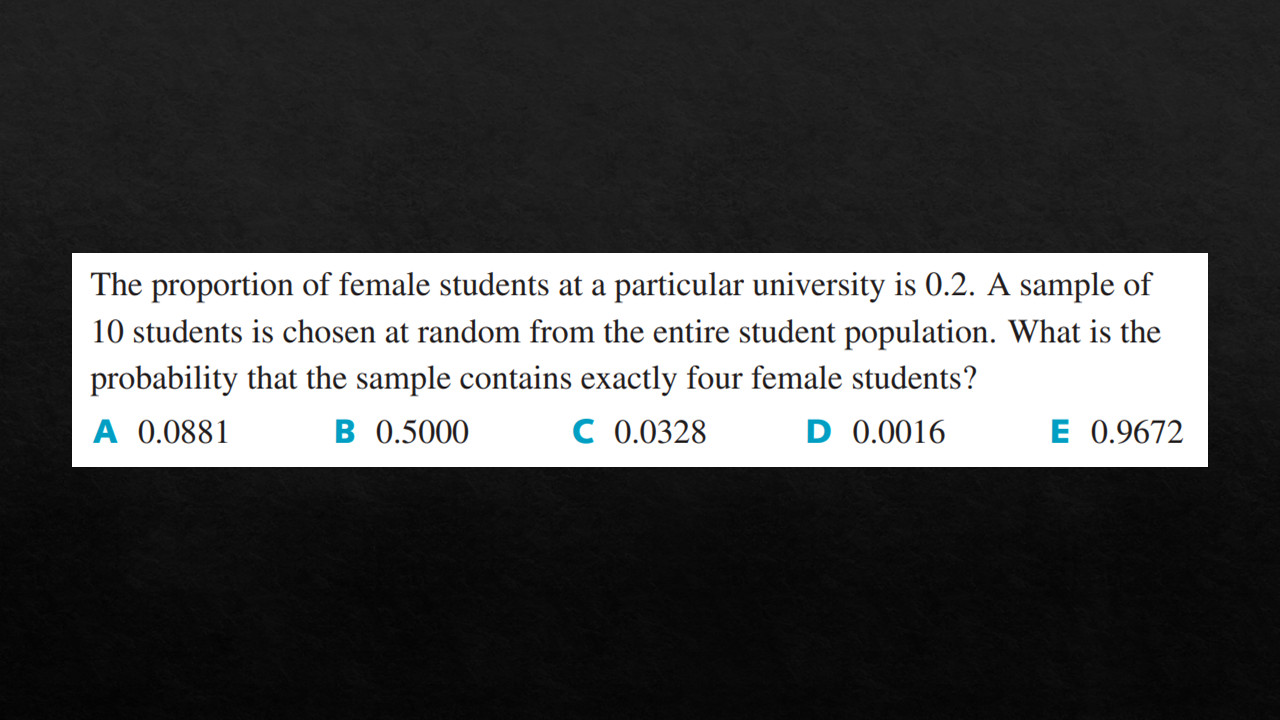 The proportion of female students at a particular university is 0.2. A sample of
10 students is chosen at random from the entire student population. What is the
probability that the sample contains exactly four female students?
A 0.0881 B 0.5000 C 0.0328 D 0.0016 E 0.9672